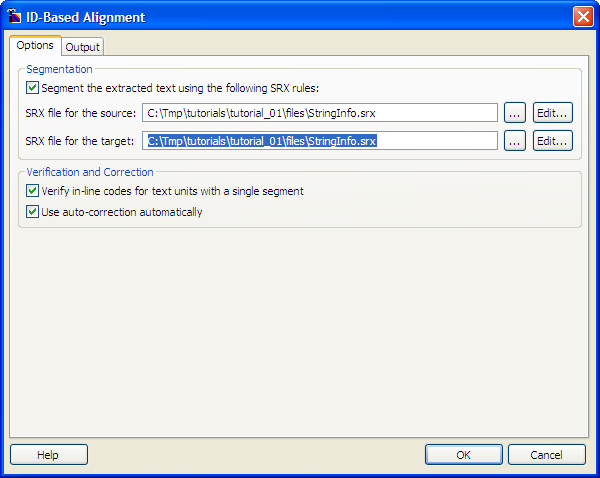 ID-Based Alignment
Options Output
Segmentation
Segment the extracted text using the following SRX rules:
SRX file for the source: C:\Tmp\tutorials\tutorial_01\files\StringInfo.srx ... Edit...
SRX file for the target: C:\Tmp\tutorials\tutorial_01\files\StringInfo.srx ... Edit...
Verification and Correction
Verify in-line codes for text units with a single segment
Use auto-correction automatically
Help OK Cancel